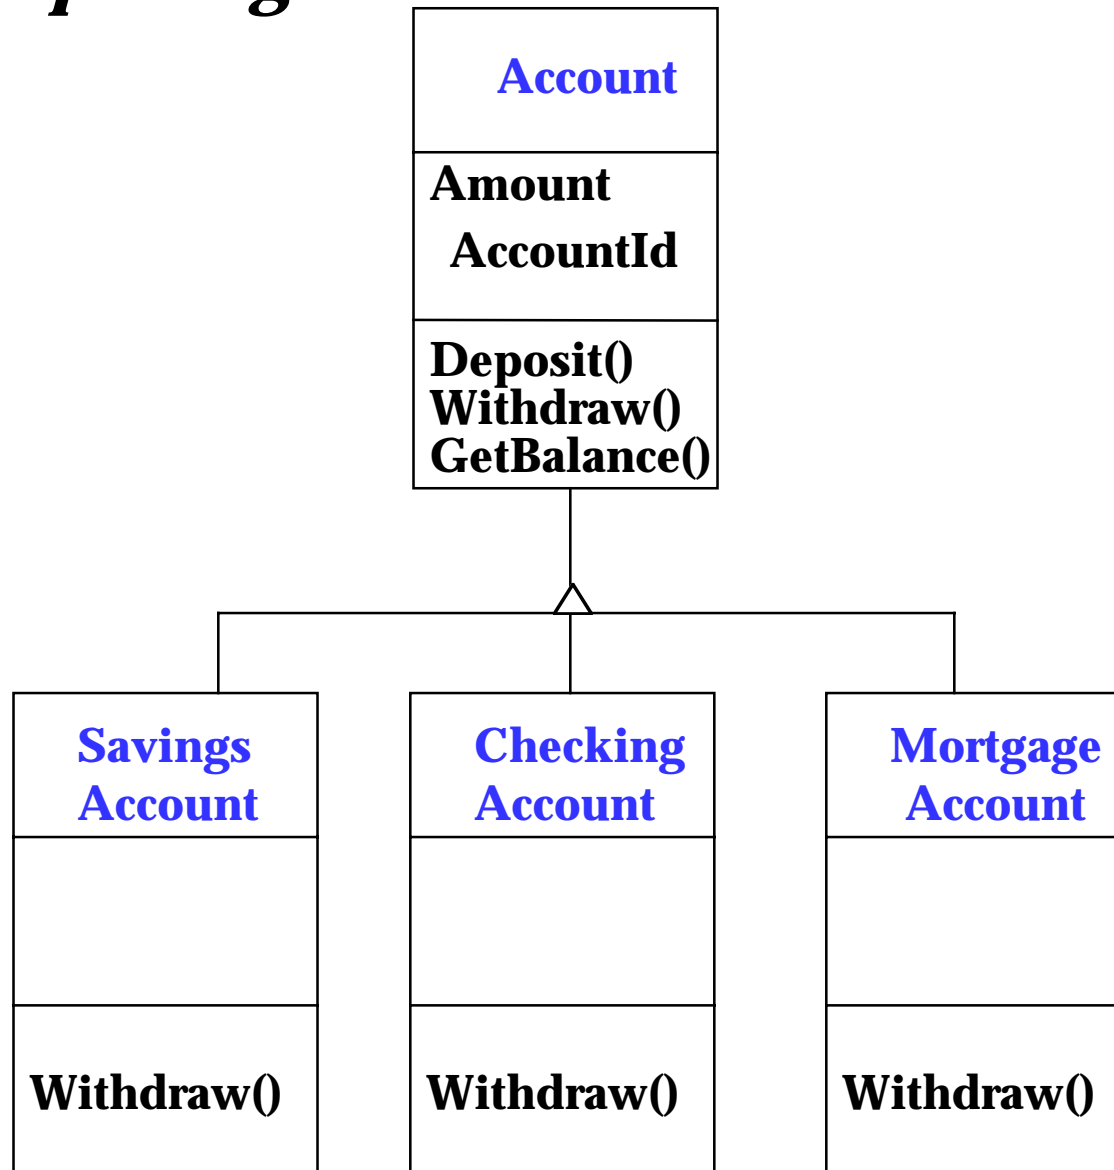 Account
Amount
AccountId
Deposit()
Withdraw()
GetBalance()
Savings
Account
Checking
Account
Mortgage
Account
Withdraw()
Withdraw()
Withdraw()